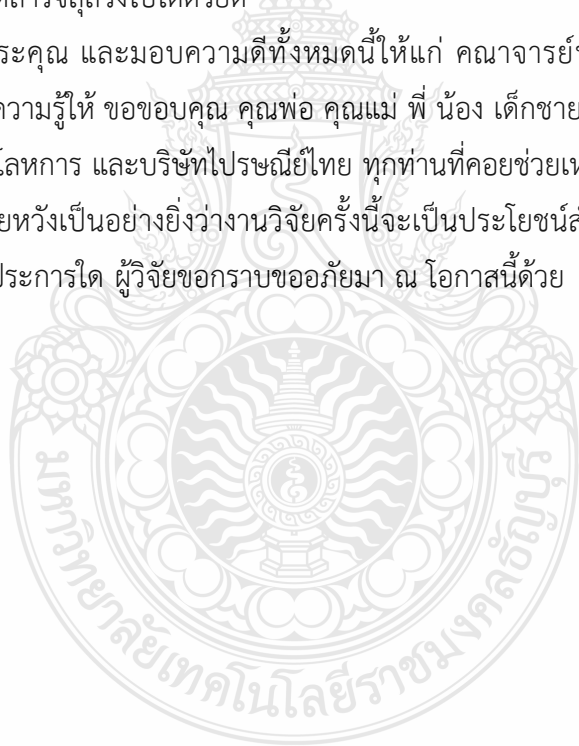 ระคุณ และมอบความดีทั้งหมดนี้ให้แก่ คณาจารย์
ความรู้ให้ ขอขอบคุณ คุณพ่อ คุณแม่ พี่ น้อง เด็กชาย
โลหการ และบริษัทไปรษณีย์ไทย ทุกท่านที่คอยช่วยเห
ยหวังเป็นอย่างยิ่งว่างานวิจัยครั้งนี้จะเป็นประโยชน์
ประการใด ผู้วิจัยขอกราบขออภัยมา ณ โอกาสนี้ด้วย
มหาวิทยาลัยเทคโนโลยีราชมงคลธัญบุรี